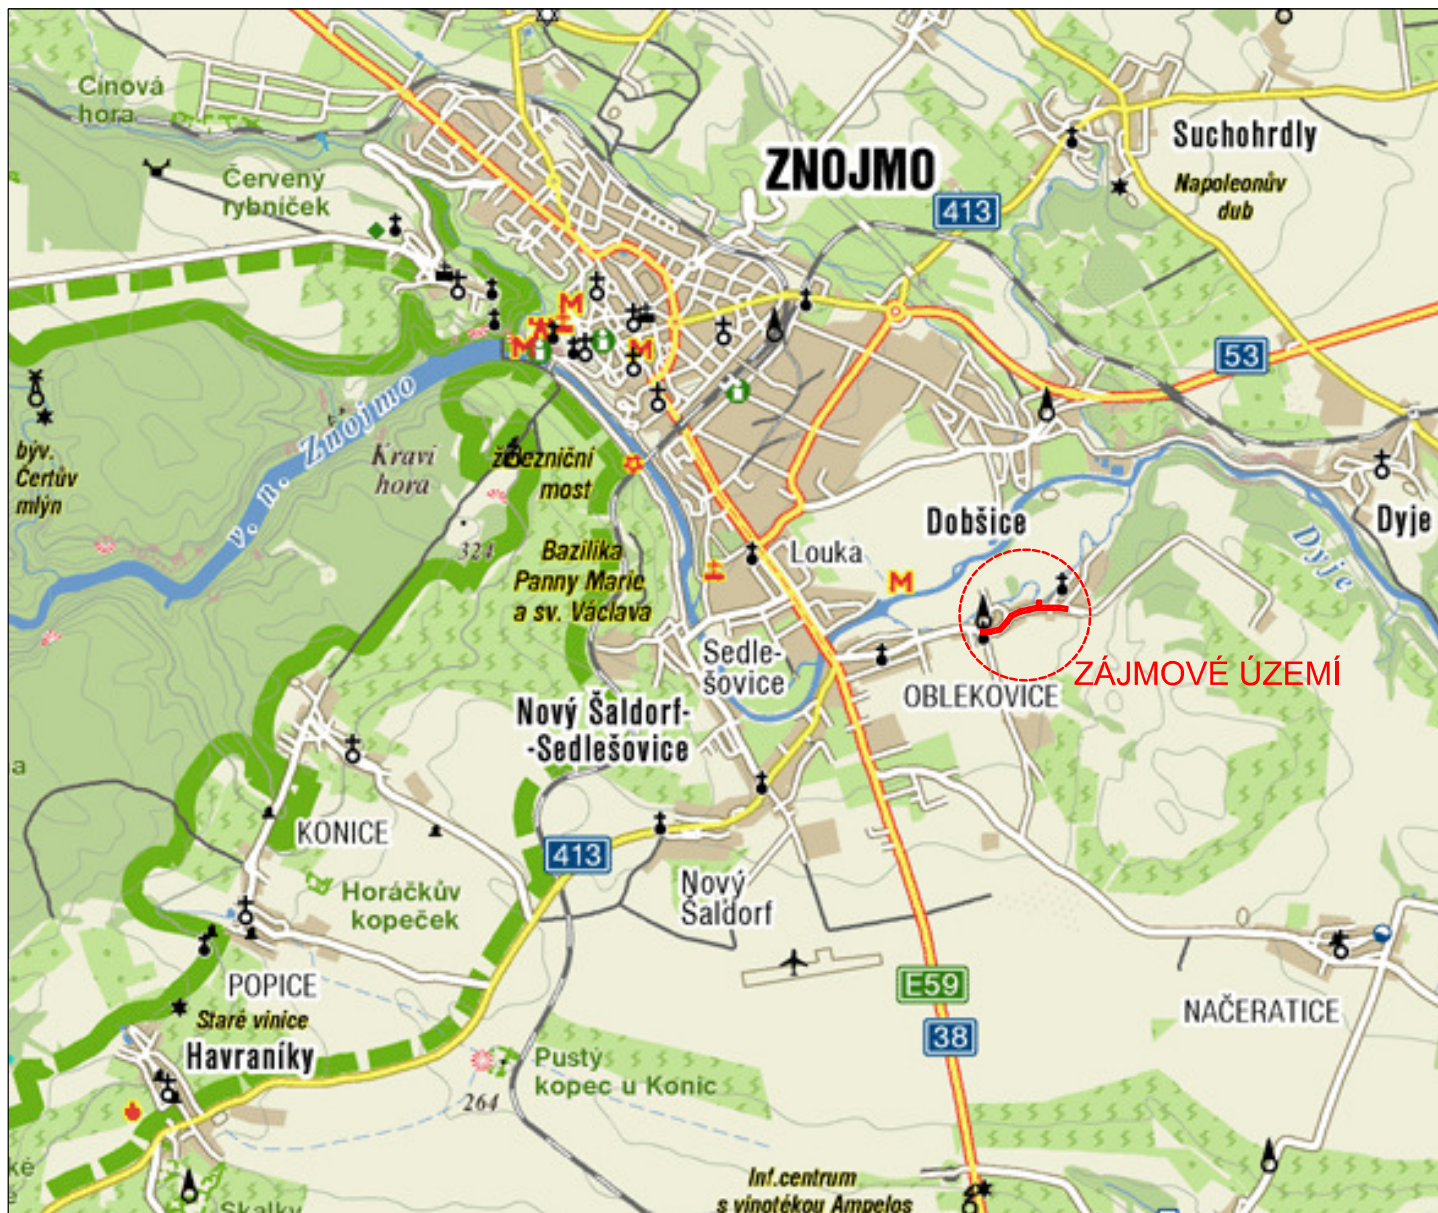 Cínová
hora
ZNOJMO
Suchohrdly
Červený
rybníček
Napoleonův
dub
413
53
v. n. Znojmo
býv.
Čertův
mlýn
Kraví
hora
železniční
most
324
Dobšice
Dyje
Dyje
Louka
Bazilika
Panny Marie
a sv. Václava
Sedle-
šovice
ZÁJMOVÉ ÚZEMÍ
OBLEKOVICE
Nový Šaldorf-
-Sedlešovice
KONICE
413
Horáčkův
kopeček
Nový
Šaldorf
POPICE
E59
NAČERATICE
Staré vinice
38
Havraníky
Pustý
kopec u Konic
264
Inf.centrum
s vinotékou Ampelos
Skalky